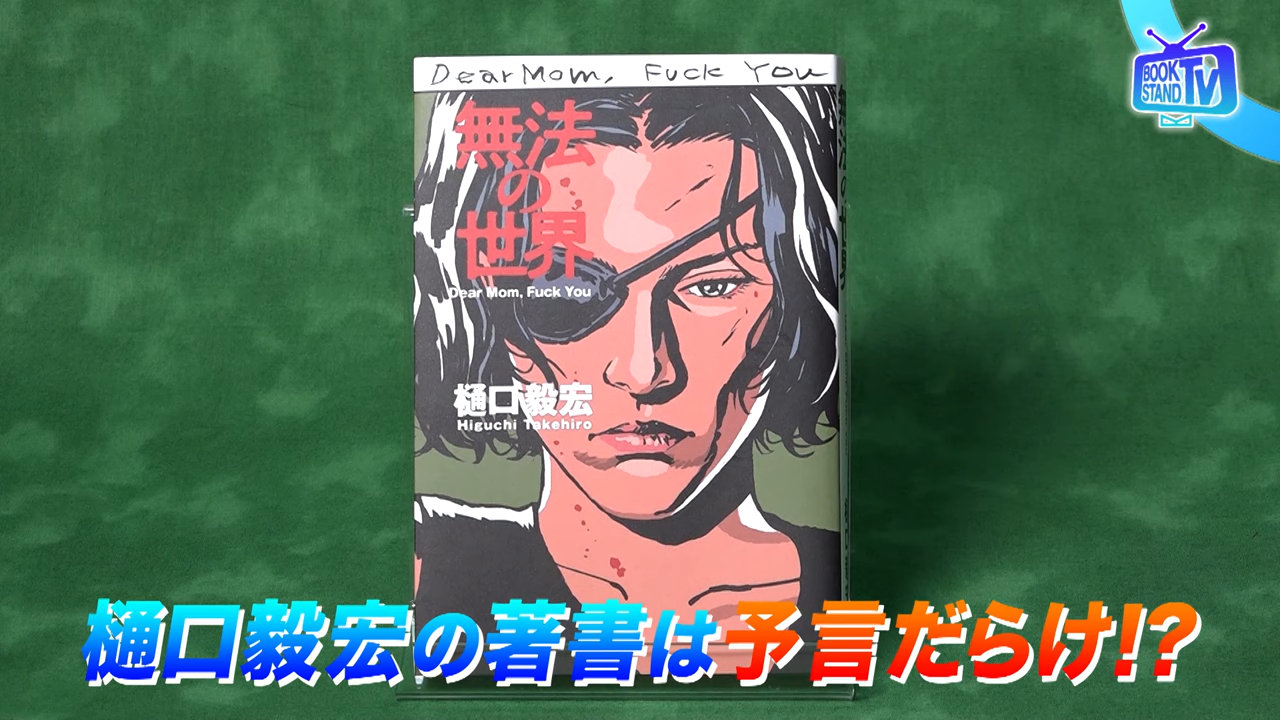 Dear Mom, Fuck You
BOOK
STAND
TV
無法
の
世界
Dear Mom, Fuck You
樋口毅宏
Higuchi Takehiro
樋口毅宏の著書は予言だらけ!?